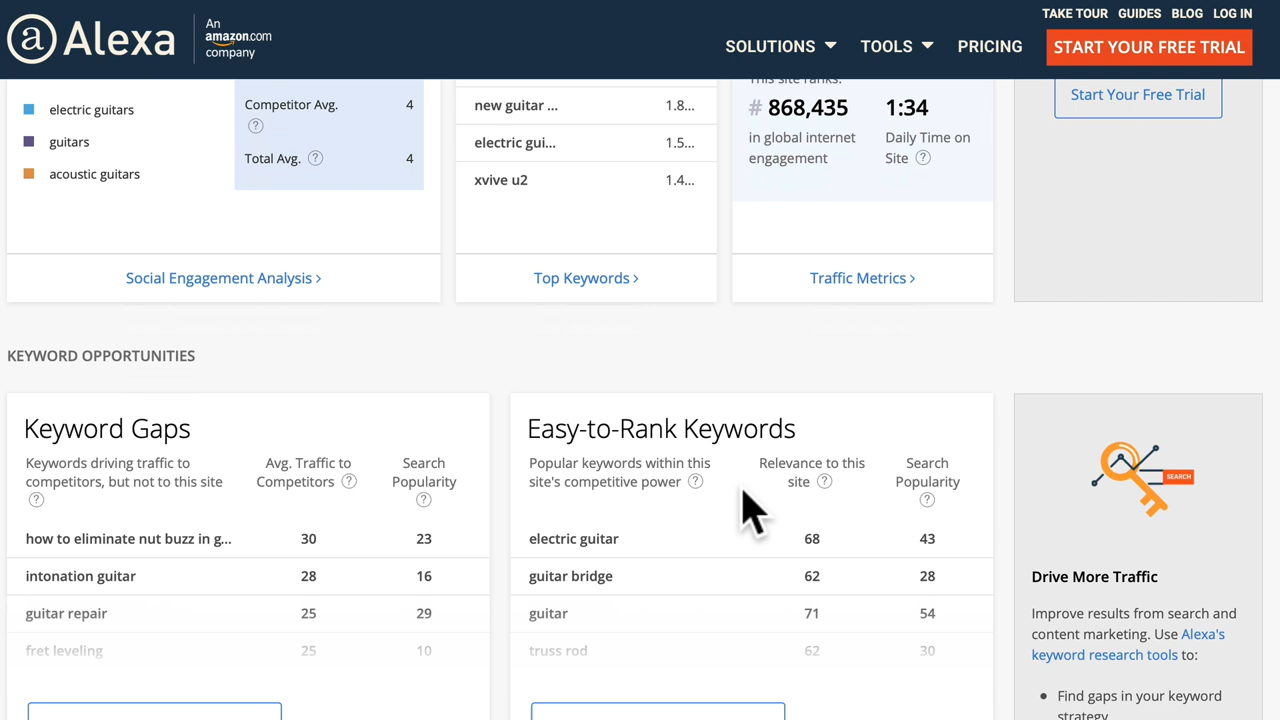 Alexa
An
amazon.com
company
TAKE TOUR GUIDES BLOG LOG IN
SOLUTIONS TOOLS PRICING START YOUR FREE TRIAL
electric guitars
guitars
acoustic guitars
Competitor Avg. 4
?
Total Avg. ? 4
Social Engagement Analysis >
new guitar ... 1.8...
electric gui... 1.5...
xvive u2 1.4...
Top Keywords >
This site ranks:
# 868,435 1:34
in global internet Daily Time on
engagement Site ?
Traffic Metrics >
Start Your Free Trial
KEYWORD OPPORTUNITIES
Keyword Gaps
Keywords driving traffic to Avg. Traffic to Search
competitors, but not to this site Competitors ? Popularity
? ?
how to eliminate nut buzz in g... 30 23
intonation guitar 28 16
guitar repair 25 29
fret leveling 25 10
Easy-to-Rank Keywords
Popular keywords within this Relevance to this Search
site's competitive power ? site ? Popularity
?
electric guitar 68 43
guitar bridge 62 28
guitar 71 54
truss rod 62 30
SEARCH
Drive More Traffic
Improve results from search and
content marketing. Use Alexa's
keyword research tools to:
• Find gaps in your keyword
strategy